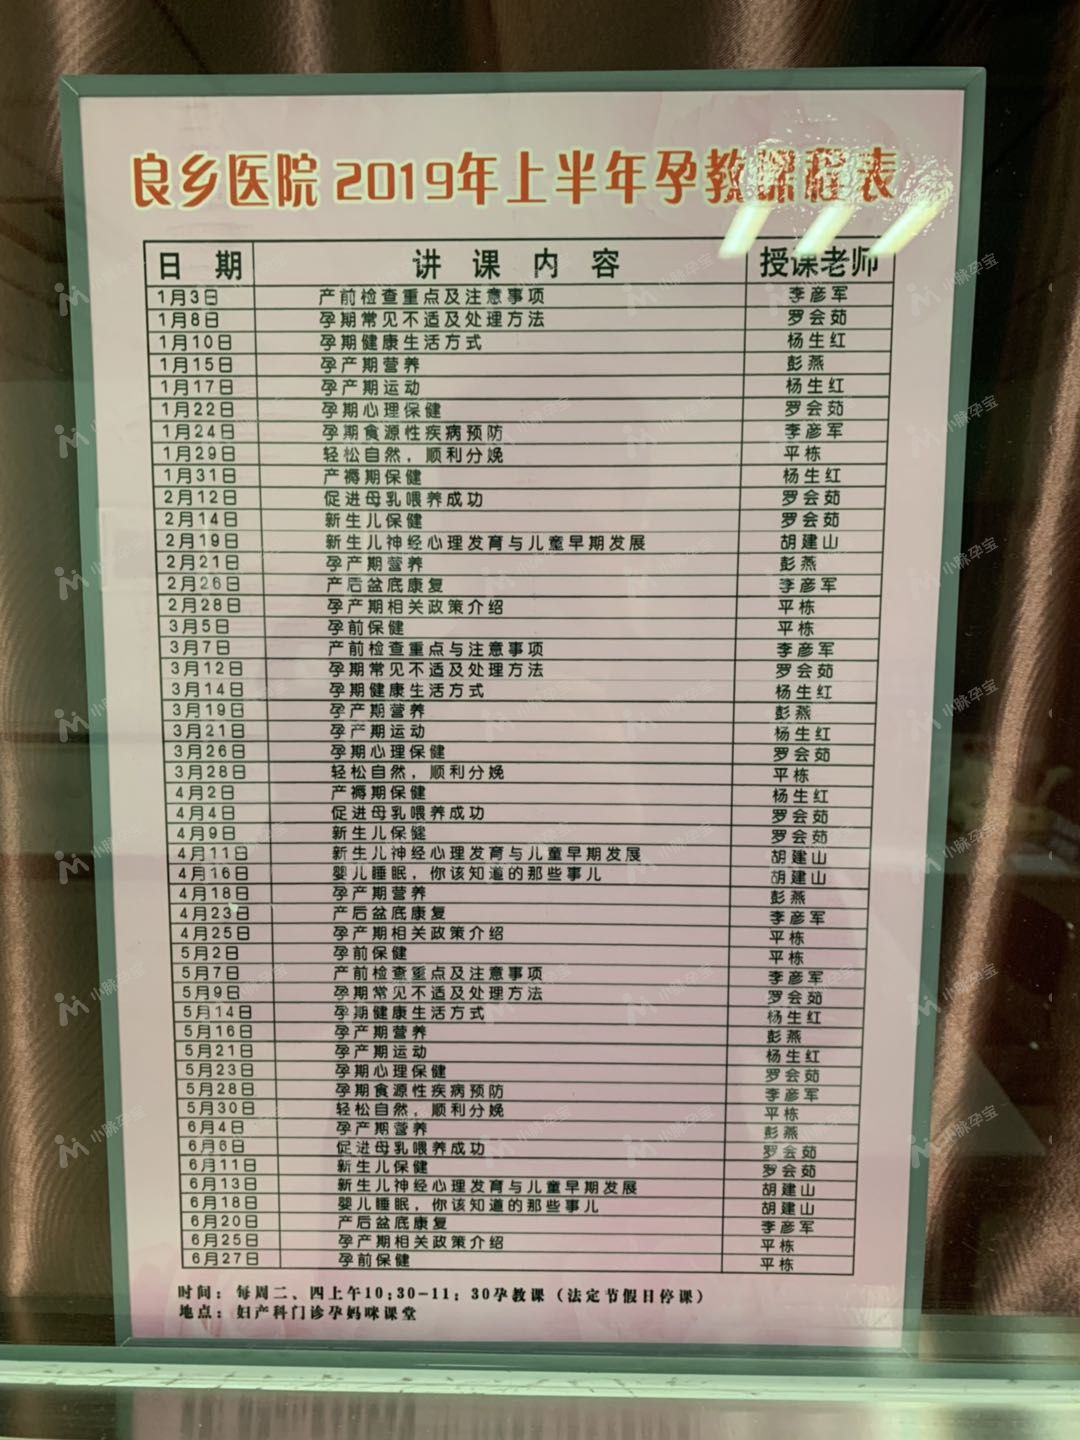 良乡医院2019年上半年孕教课程表
日 期 讲 课 内 容 授课老师
1月3日 产前检查重点及注意事项 李彦军
1月8日 孕期常见不适及处理方法 罗会茹
1月10日 孕期健康生活方式 杨生红
1月15日 孕产期营养 彭燕
1月17日 孕产期运动 杨生红
1月22日 孕期心理保健 罗会茹
1月24日 孕期食源性疾病预防 李彦军
1月29日 轻松自然，顺利分娩 平栋
1月31日 产褥期保健 杨生红
2月12日 促进母乳喂养成功 罗会茹
2月14日 新生儿保健 罗会茹
2月19日 新生儿神经心理发育与儿童早期发展 胡建山
2月21日 孕产期营养 彭燕
2月26日 产后盆底康复 李彦军
2月28日 孕产期相关政策介绍 平栋
3月5日 孕前保健 平栋
3月7日 产前检查重点与注意事项 李彦军
3月12日 孕期常见不适及处理方法 罗会茹
3月14日 孕期健康生活方式 杨生红
3月19日 孕产期营养 彭燕
3月21日 孕产期运动 杨生红
3月26日 孕期心理保健 罗会茹
3月28日 轻松自然，顺利分娩 平栋
4月2日 产褥期保健 杨生红
4月4日 促进母乳喂养成功 罗会茹
4月9日 新生儿保健 罗会茹
4月11日 新生儿神经心理发育与儿童早期发展 胡建山
4月16日 婴儿睡眠，你该知道的那些事儿 胡建山
4月18日 孕产期营养 彭燕
4月23日 产后盆底康复 李彦军
4月25日 孕产期相关政策介绍 平栋
5月2日 孕前保健 平栋
5月7日 产前检查重点及注意事项 李彦军
5月9日 孕期常见不适及处理方法 罗会茹
5月14日 孕期健康生活方式 杨生红
5月16日 孕产期营养 彭燕
5月21日 孕产期运动 杨生红
5月23日 孕期心理保健 罗会茹
5月28日 孕期食源性疾病预防 李彦军
5月30日 轻松自然，顺利分娩 平栋
6月4日 孕产期营养 彭燕
6月6日 促进母乳喂养成功 罗会茹
6月11日 新生儿保健 罗会茹
6月13日 新生儿神经心理发育与儿童早期发展 胡建山
6月18日 婴儿睡眠，你该知道的那些事儿 胡建山
6月20日 产后盆底康复 李彦军
6月25日 孕产期相关政策介绍 平栋
6月27日 孕前保健 平栋
时间：每周二、四上午10:30-11：30孕教课（法定节假日停课）
地点：妇产科门诊孕妈咪课堂
小脉孕宝